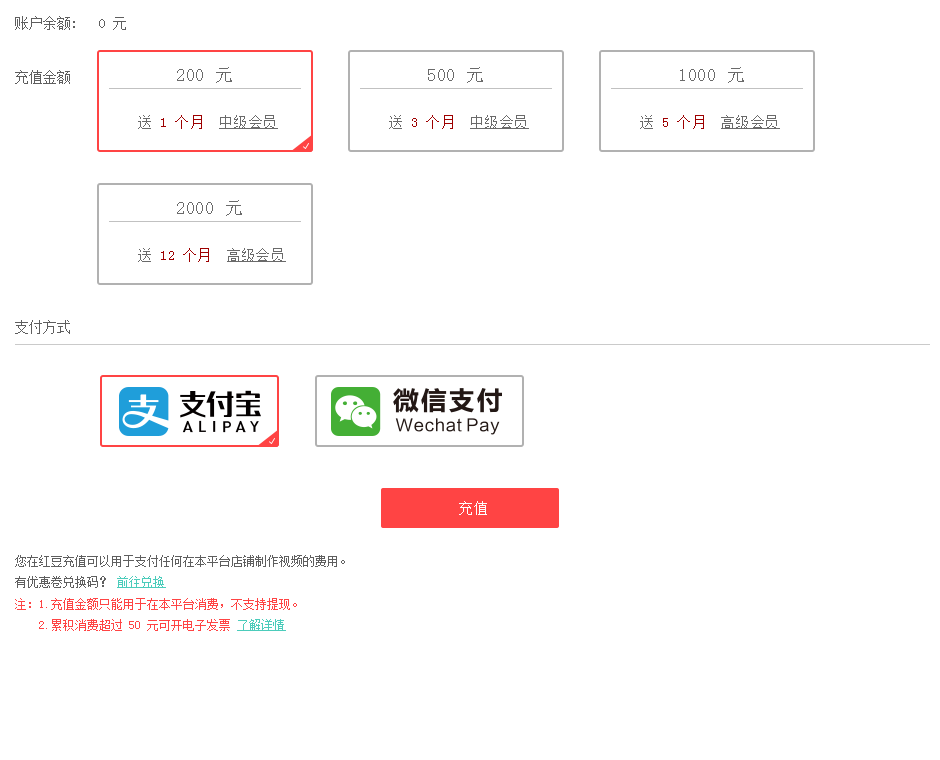 账户余额: 0 元
充值金额
200 元
送 1 个月 中级会员
500 元
送 3 个月 中级会员
1000 元
送 5 个月 高级会员
2000 元
送 12 个月 高级会员
支付方式
支付宝
ALIPAY
微信支付
Wechat Pay
充值
您在红豆充值可以用于支付任何在本平台店铺制作视频的费用。
有优惠卷兑换码? 前往兑换
注: 1.充值金额只能用于在本平台消费, 不支持提现。
2.累积消费超过 50 元可开电子发票 了解详情